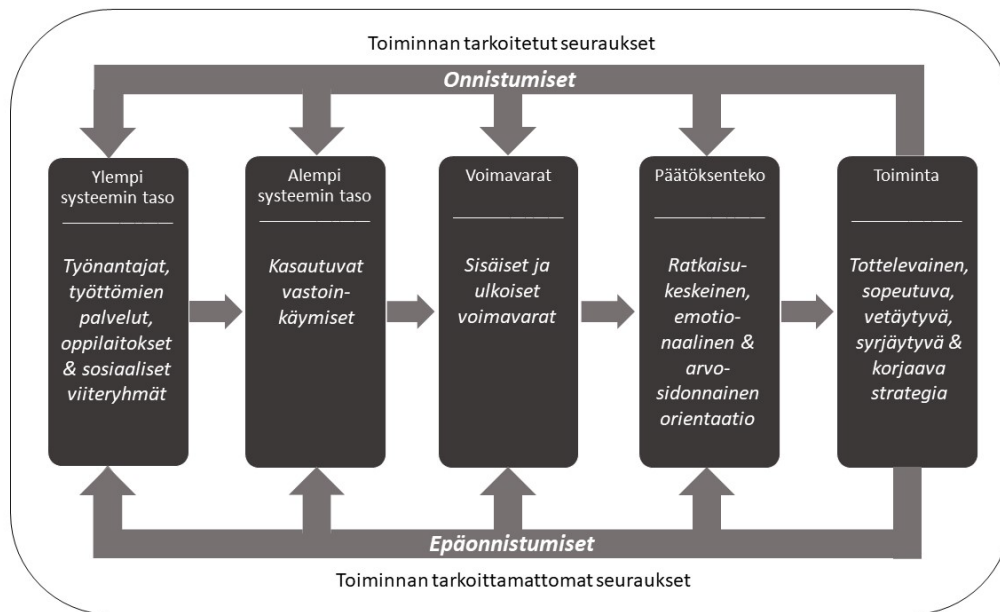 Toiminnan tarkoitetut seuraukset
Onnistumiset
Ylempi
systeemin taso
Työnantajat,
työttömien
palvelut,
oppilaitokset
& sosiaaliset
viiteryhmät
Alempi
systeemin taso
Kasautuvat
vastoin-
käymiset
Voimavarat
Sisäiset ja
ulkoiset
voimavarat
Päätöksenteko
Ratkaisu-
keskeinen,
emotio-
naalinen &
arvo-
sidonnainen
orientaatio
Toiminta
Tottelevainen,
sopeutuva,
vetäytyvä,
syrjäytyvä &
korjaava
strategia
Epäonnistumiset
Toiminnan tarkoittamattomat seuraukset